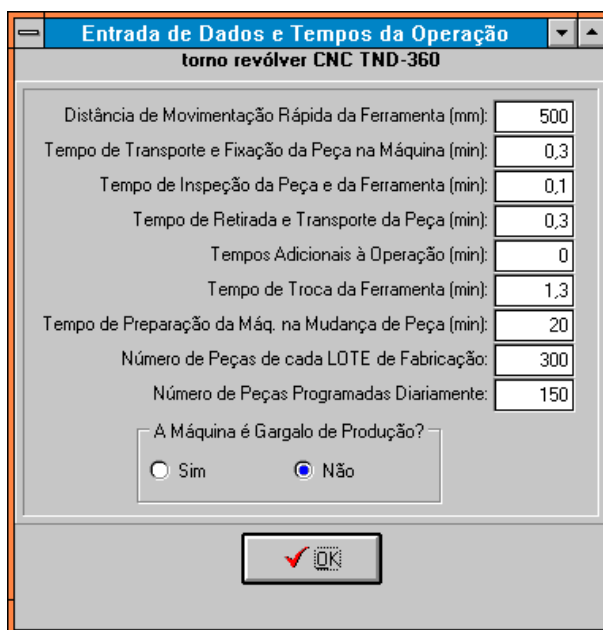 Entrada de Dados e Tempos da Operação
torno revólver CNC TND-360
Distância de Movimentação Rápida da Ferramenta (mm): 500
Tempo de Transporte e Fixação da Peça na Máquina (min): 0,3
Tempo de Inspeção da Peça e da Ferramenta (min): 0,1
Tempo de Retirada e Transporte da Peça (min): 0,3
Tempos Adicionais à Operação (min): 0
Tempo de Troca da Ferramenta (min): 1,3
Tempo de Preparação da Máq. na Mudança de Peça (min): 20
Número de Peças de cada LOTE de Fabricação: 300
Número de Peças Programadas Diariamente: 150
A Máquina é Gargalo de Produção?
Sim Não
OK